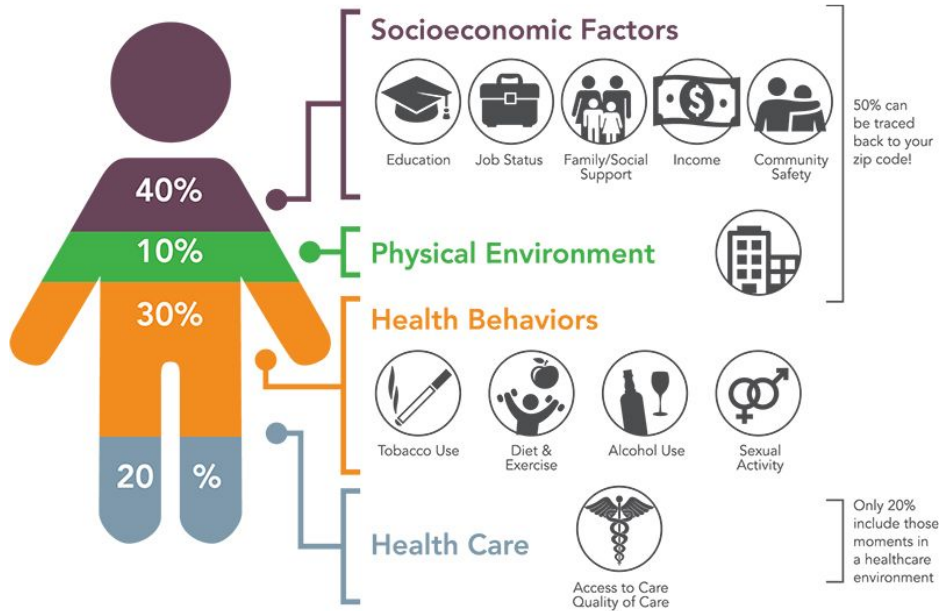 Socioeconomic Factors
Education
Job Status
Family/Social
Support
Income
Community
Safety
50% can
be traced
back to your
zip code!
40%
10%
Physical Environment
30%
Health Behaviors
Tobacco Use
Diet &
Exercise
Alcohol Use
Sexual
Activity
20 %
Health Care
Access to Care
Quality of Care
Only 20%
include those
moments in
a healthcare
environment
$